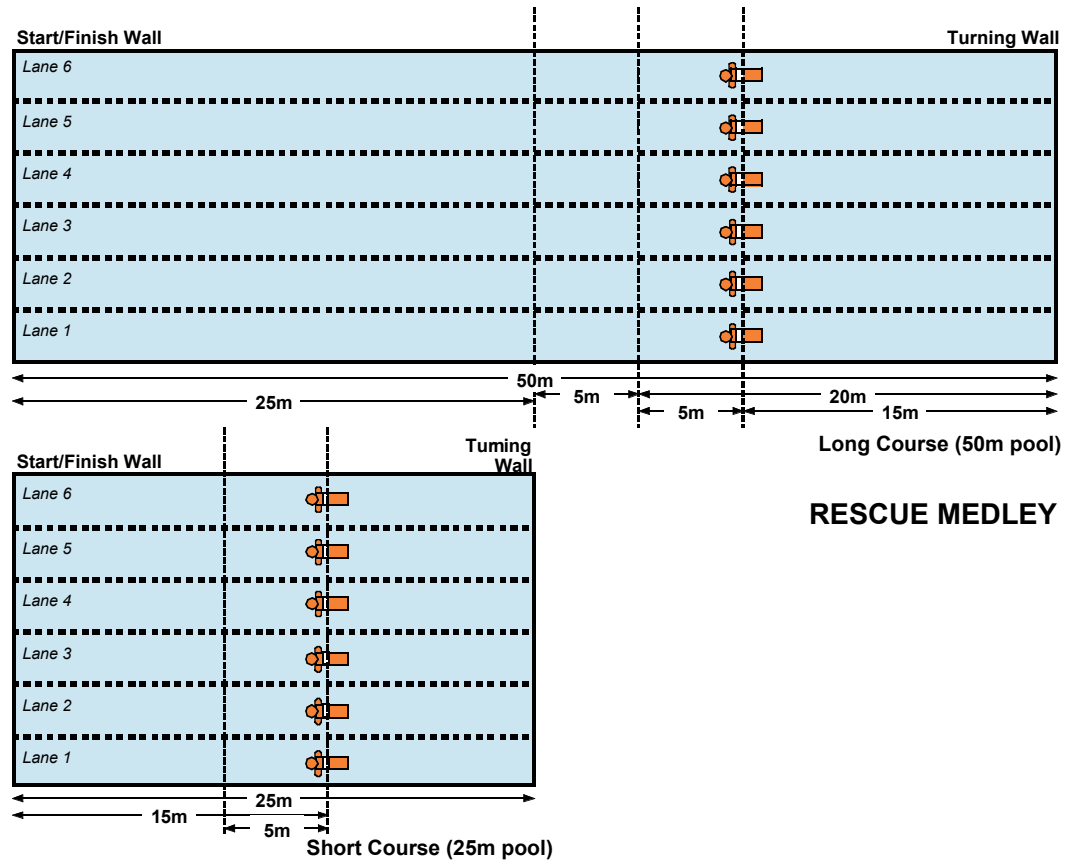 Start/Finish Wall
Turning Wall
Lane 6
Lane 5
Lane 4
Lane 3
Lane 2
Lane 1
50m
25m
5m
20m
5m
15m
Long Course (50m pool)
Start/Finish Wall
Turning
Wall
Lane 6
Lane 5
Lane 4
Lane 3
Lane 2
Lane 1
25m
15m
5m
Short Course (25m pool)
RESCUE MEDLEY